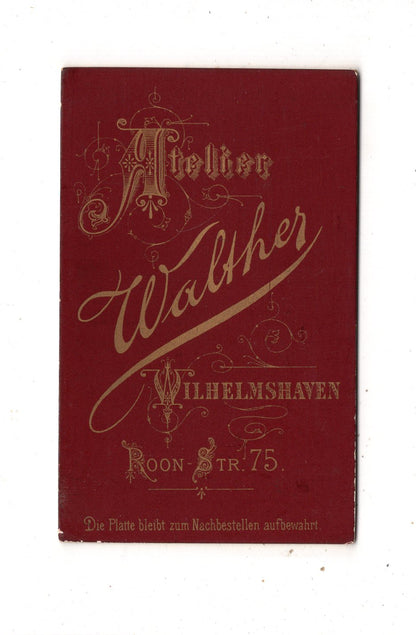 Atelier
Walther
WILHELMSHAVEN
ROON-STR. 75.
Die Platte bleibt zum Nachbestellen aufbewahrt.